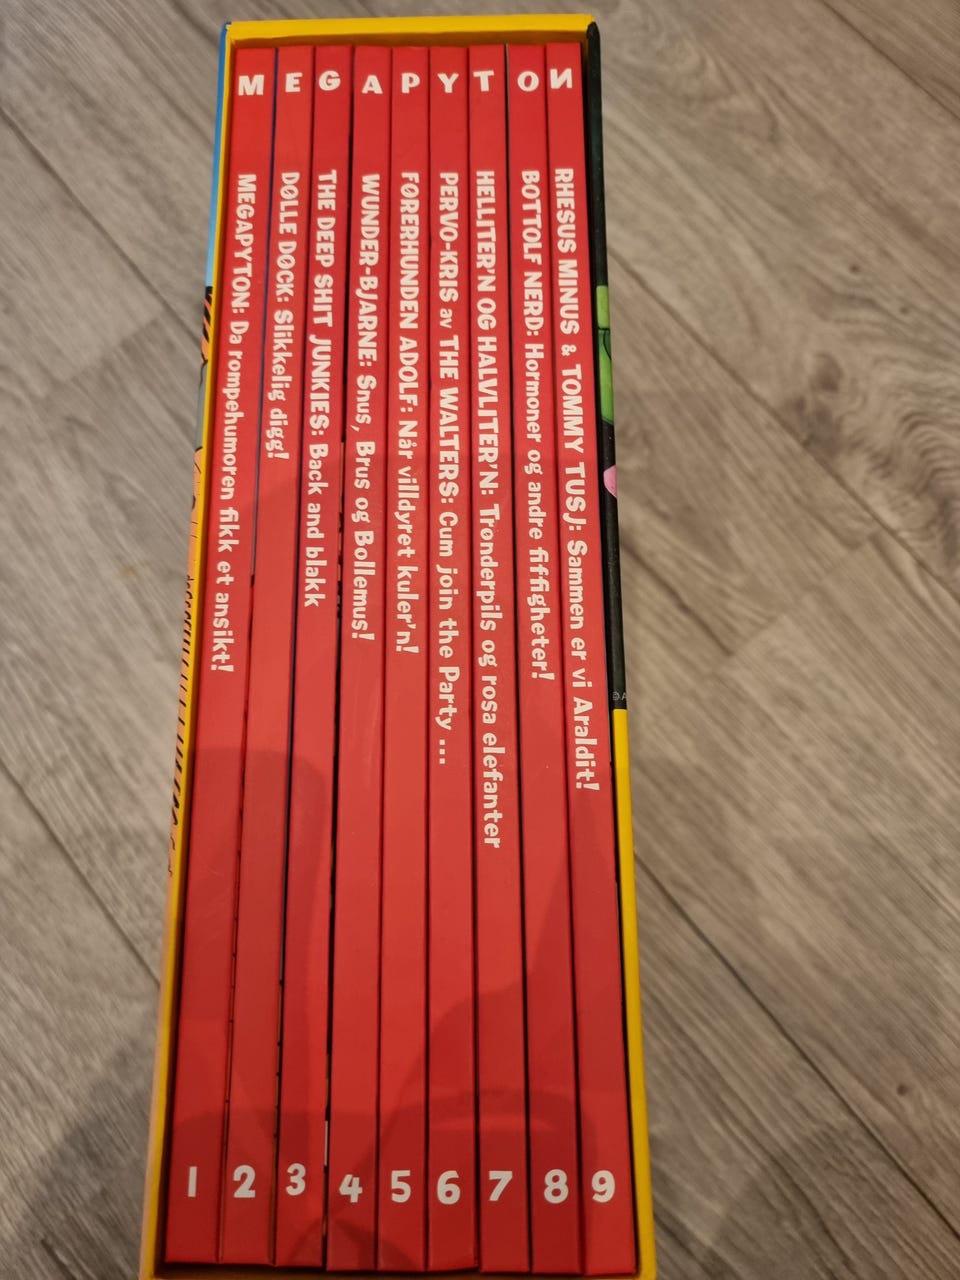 M E G A P Y T O N
MEGAPYTON: Da rompehumoren fikk et ansikt!
DØLLE DØCK: Slikkelig digg!
THE DEEP SHIT JUNKIES: Back and blakk
WUNDER-BJARNE: Snus, Brus og Bollemus!
FØRERHUNDEN ADOLF: Når villdyret kuler'n!
PERVO-KRIS av THE WALTERS: Cum join the Party ...
HELLITER'N OG HALVLITER'N: Trønderpils og rosa elefanter
BOTTOLF NERD: Hormoner og andre fiffigheter!
RHESUS MINUS & TOMMY TUSJ: Sammen er vi Araldit!
1 2 3 4 5 6 7 8 9